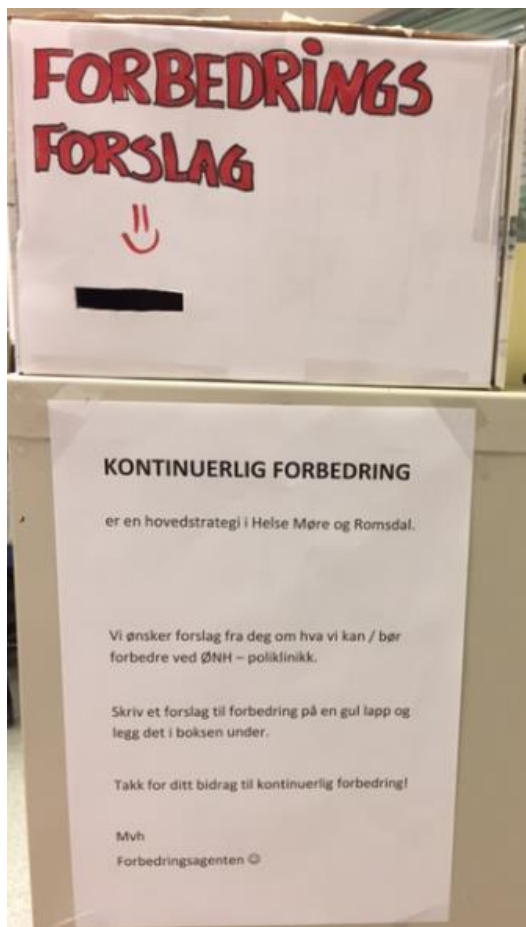 FORBEDRINGS
FORSLAG
KONTINUERLIG FORBEDRING
er en hovedstrategi i Helse Møre og Romsdal.
Vi ønsker forslag fra deg om hva vi kan / bør
forbedre ved ØNH – poliklinikk.
Skriv et forslag til forbedring på en gul lapp og
legg det i boksen under.
Takk for ditt bidrag til kontinuerlig forbedring!
Mvh
Forbedringsagenten ☺